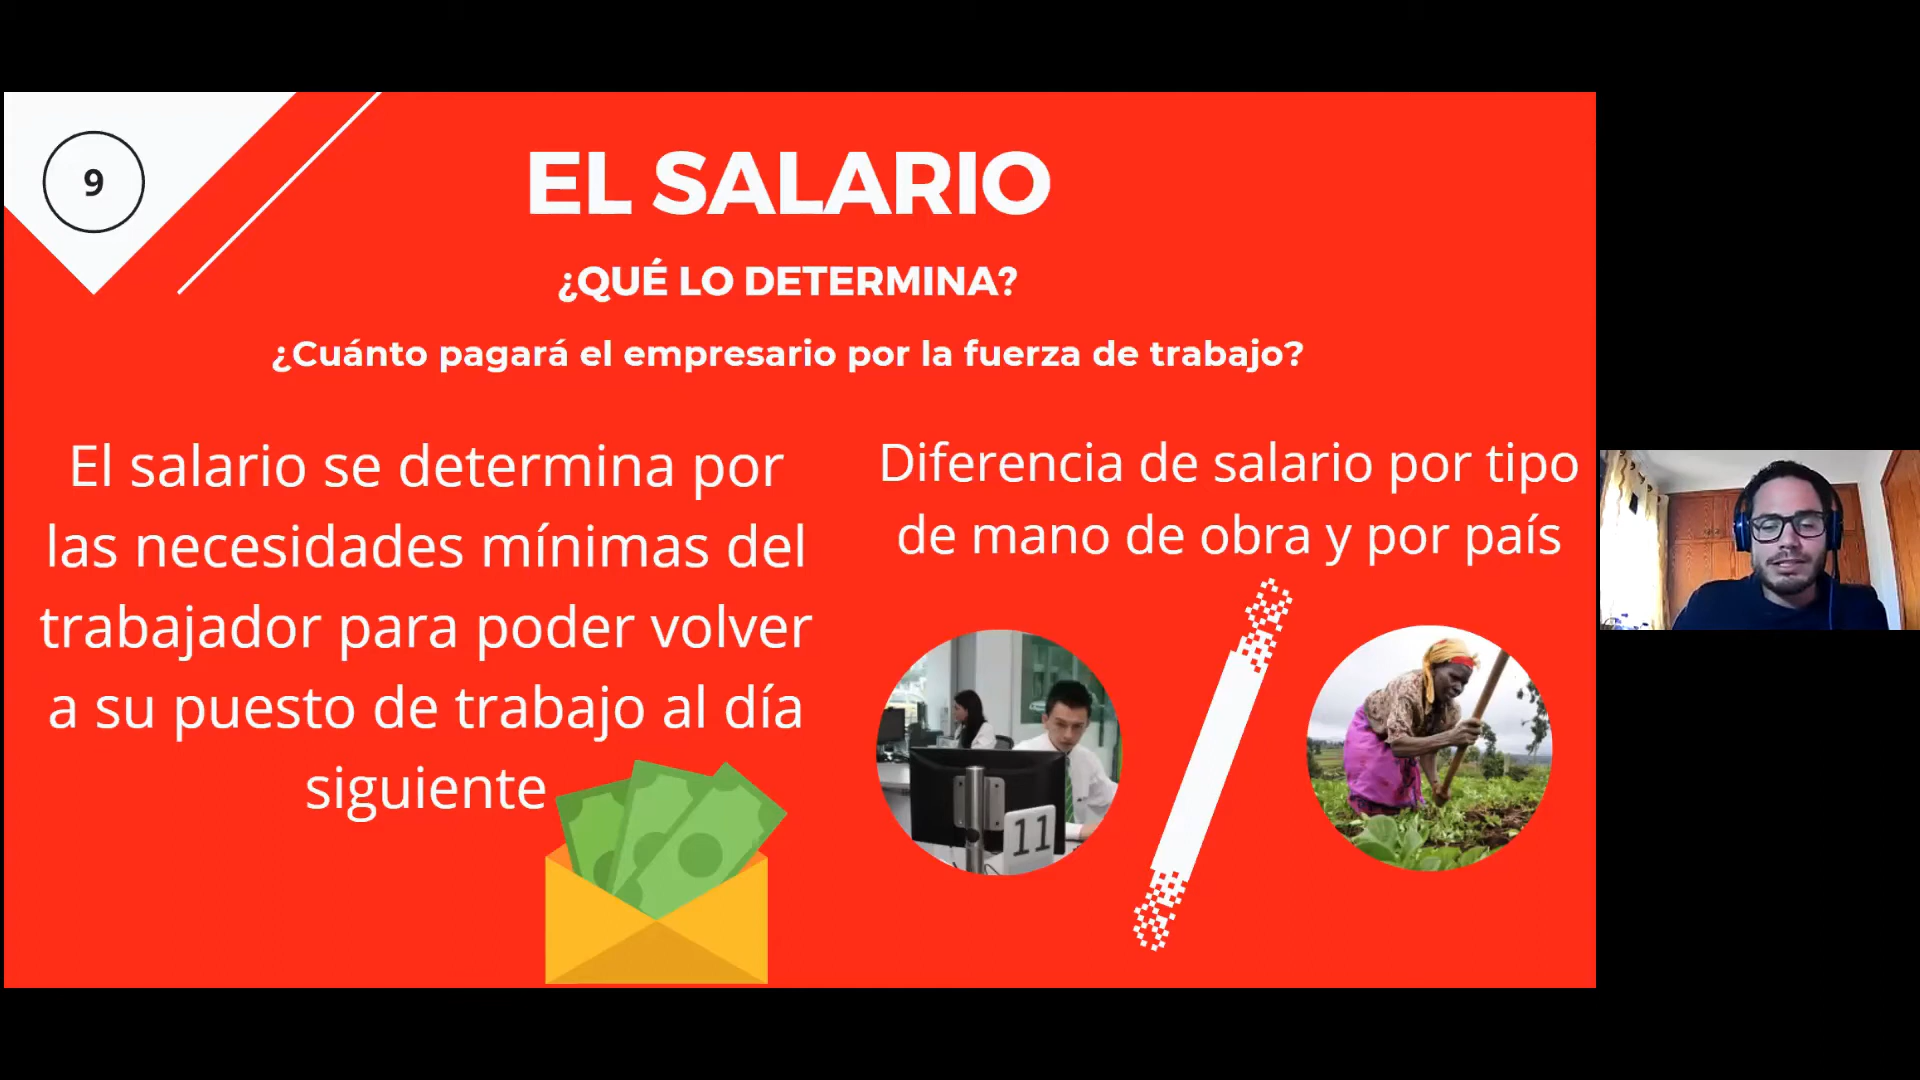 9
EL SALARIO
¿QUÉ LO DETERMINA?
¿Cuánto pagará el empresario por la fuerza de trabajo?
El salario se determina por
las necesidades mínimas del
trabajador para poder volver
a su puesto de trabajo al día
siguiente
Diferencia de salario por tipo
de mano de obra y por país
11